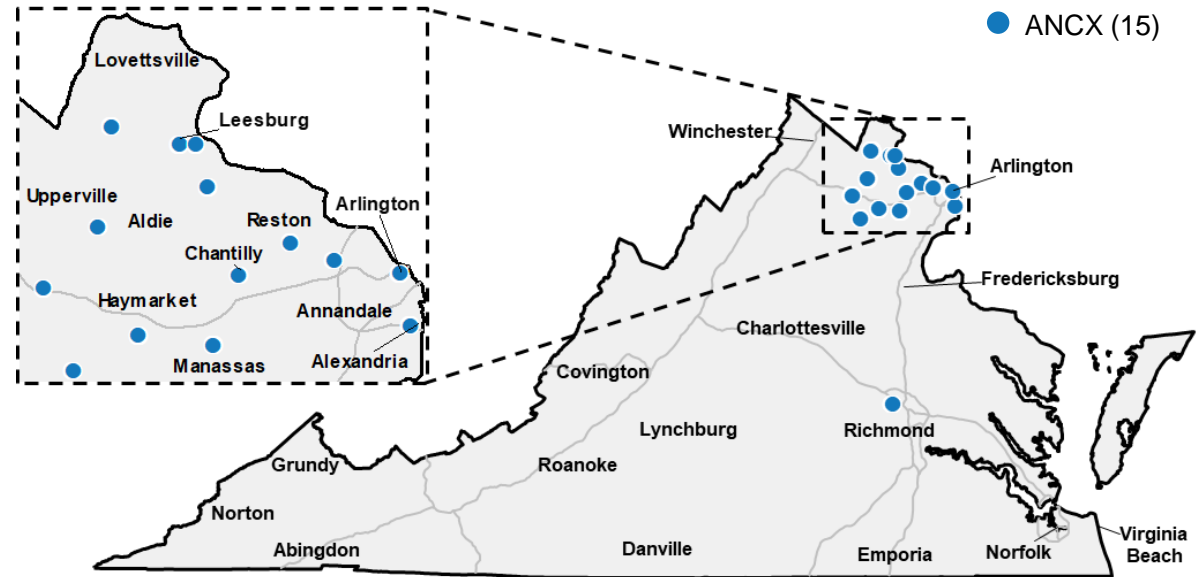 ANCX (15)
Lovettsville
Leesburg
Upperville
Aldie
Reston
Arlington
Chantilly
Haymarket
Annandale
Manassas
Alexandria
Winchester
Arlington
Fredericksburg
Charlottesville
Covington
Richmond
Lynchburg
Roanoke
Grundy
Norton
Abingdon
Danville
Emporia
Norfolk
Virginia
Beach